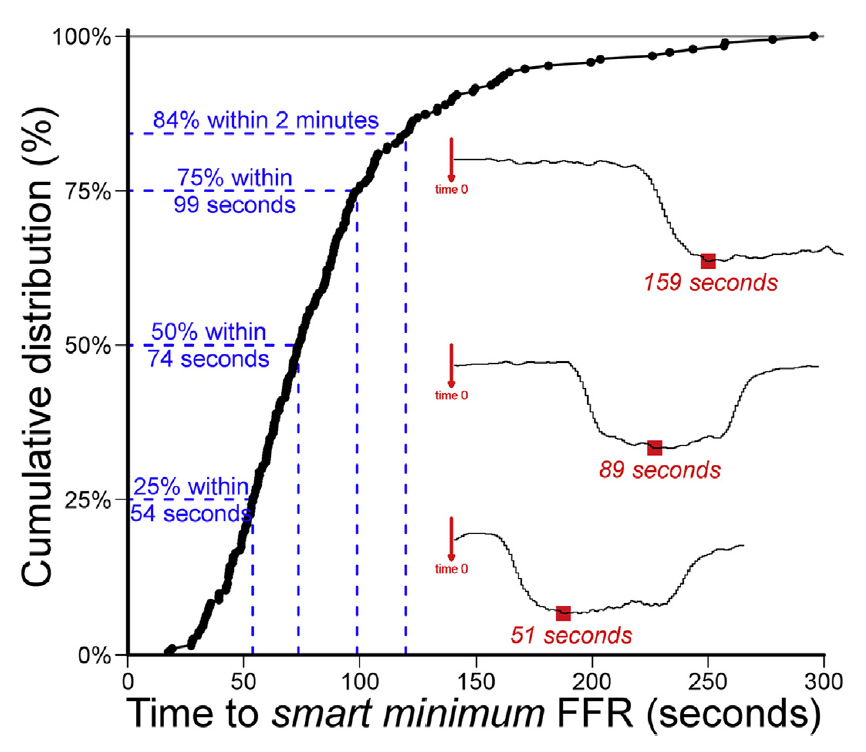 100%
84% within 2 minutes
75% within
75%
99 seconds
time 0
159 seconds
50% within
50%
74 seconds
time 0
89 seconds
25% within
25%
54 seconds
time 0
51 seconds
0%
0 50 100 150 200 250 300
Cumulative distribution (%)
Time to smart minimum FFR (seconds)